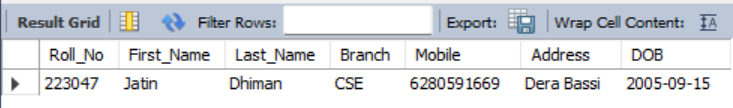 Result Grid Filter Rows: Export: Wrap Cell Content: IA
Roll_No First_Name Last_Name Branch Mobile Address DOB
223047 Jatin Dhiman CSE 6280591669 Dera Bassi 2005-09-15